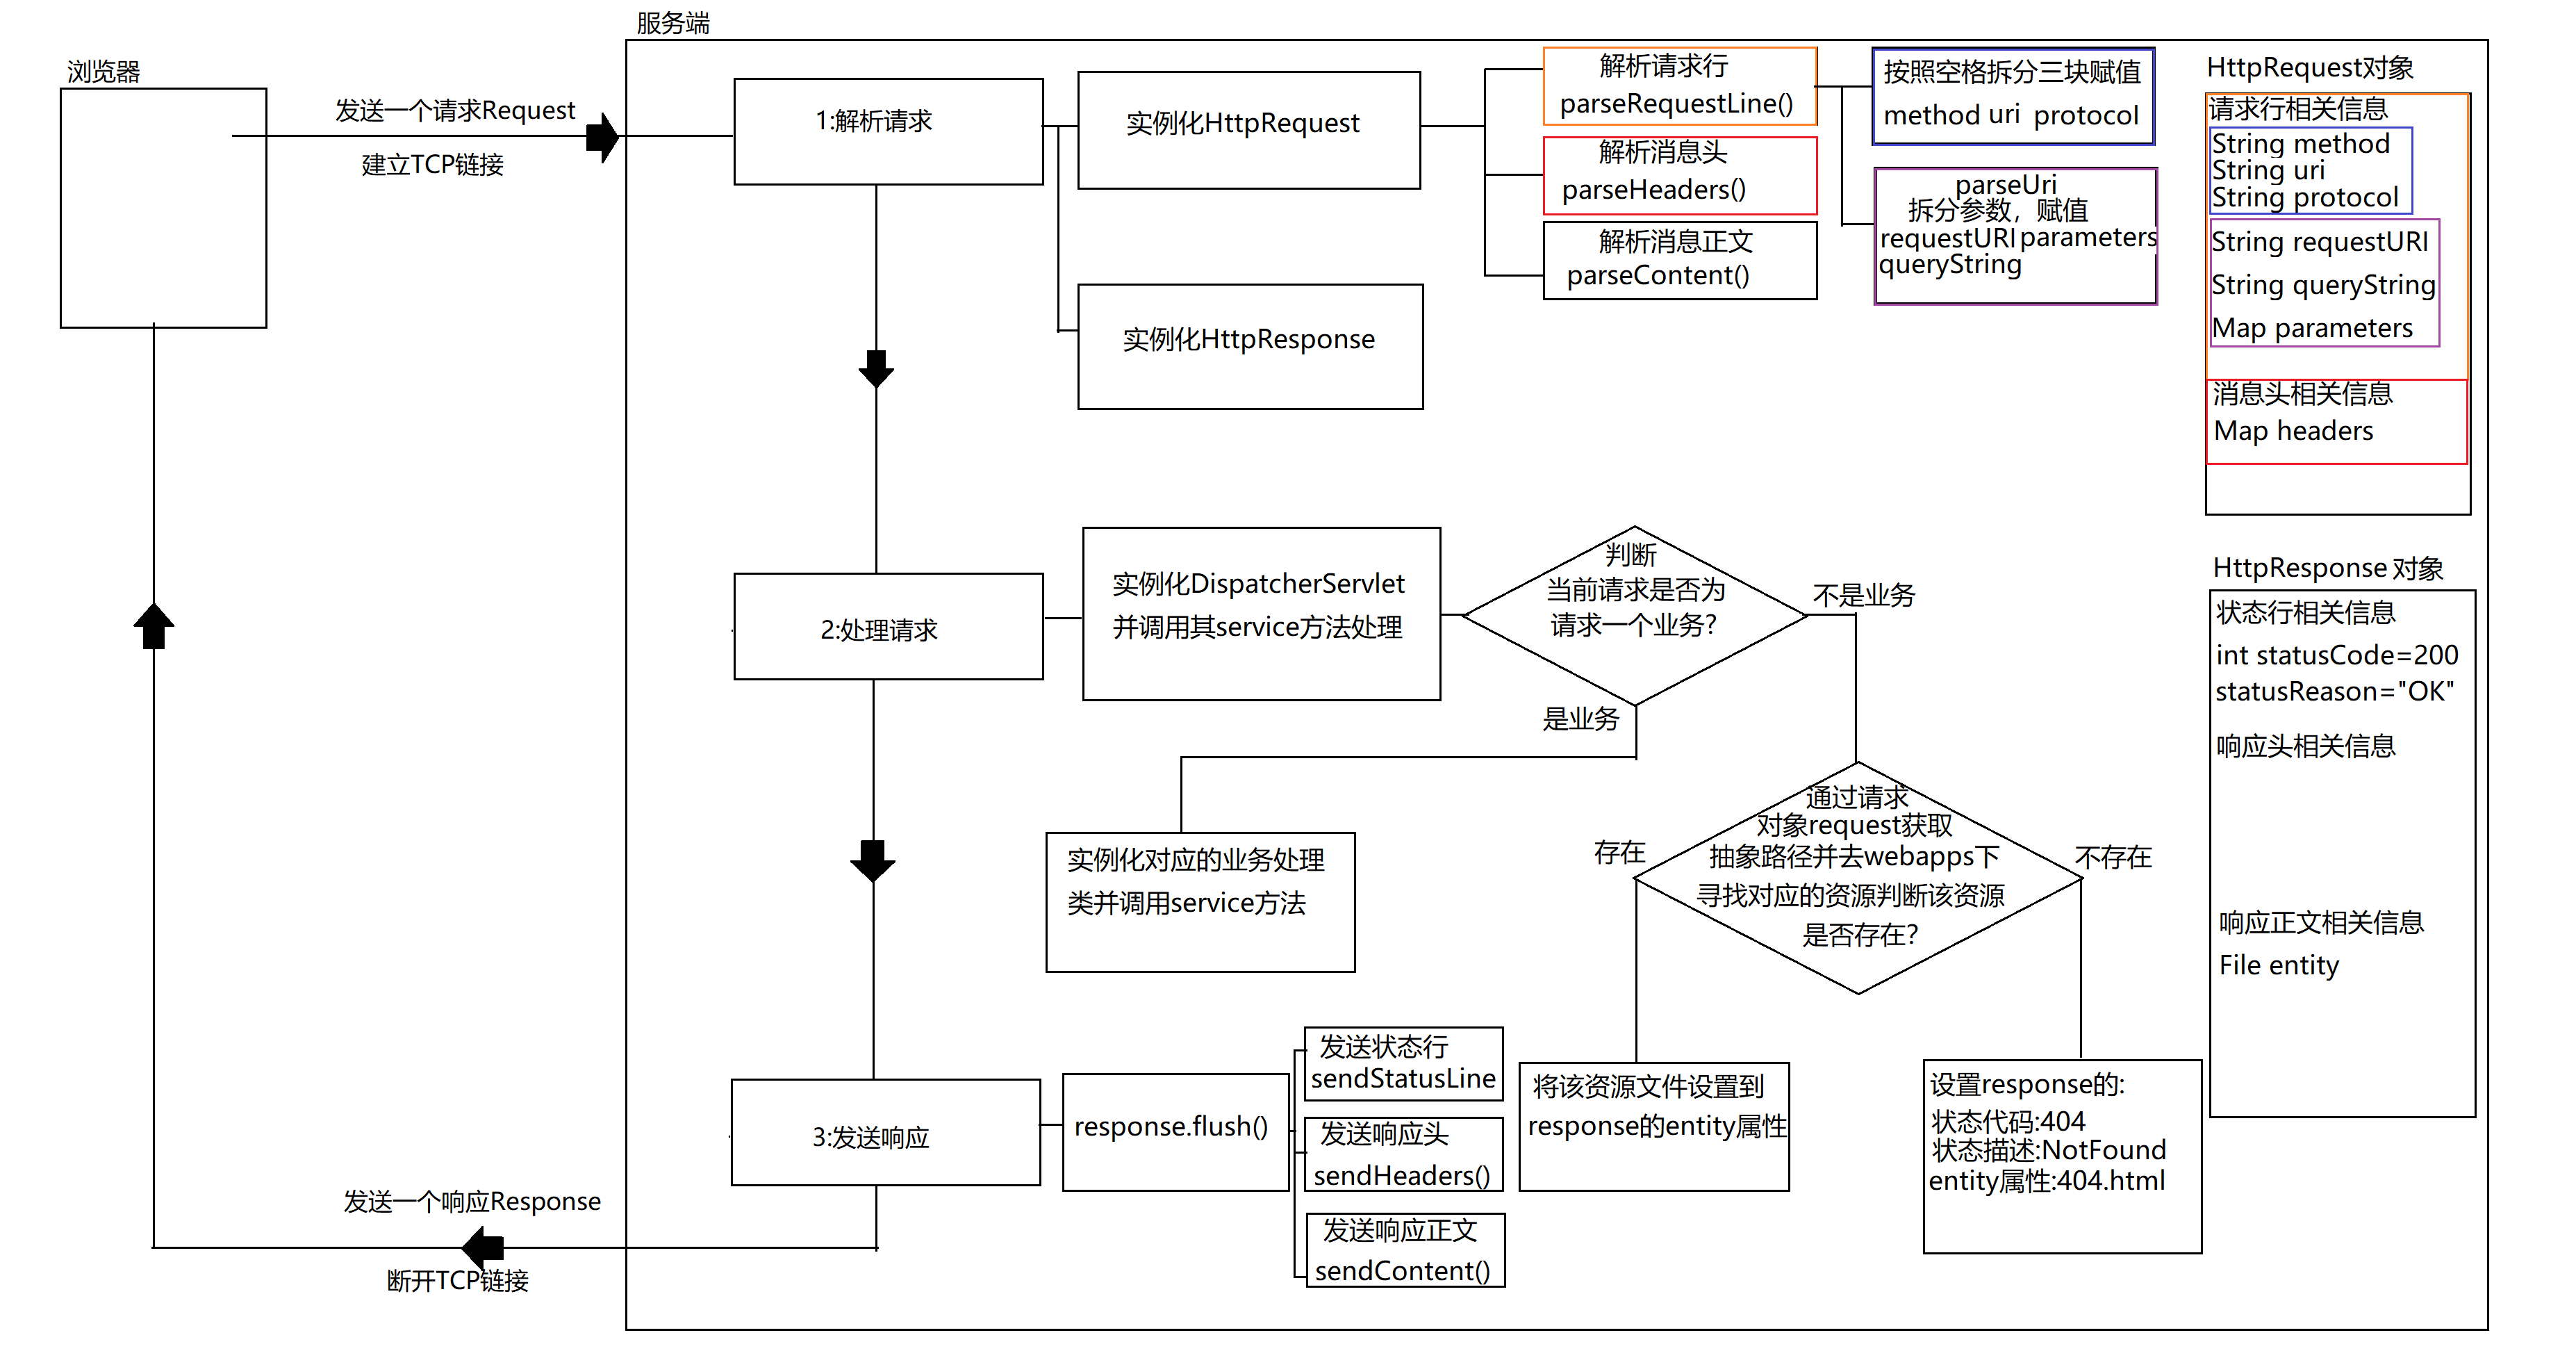 服务端
浏览器
发送一个请求Request
建立TCP链接
1:解析请求
实例化HttpRequest
解析请求行
parseRequestLine()
解析消息头
parseHeaders()
解析消息正文
parseContent()
按照空格拆分三块赋值
method uri protocol
parseUri
拆分参数，赋值
requestURI parameters
queryString
实例化HttpResponse
HttpRequest对象
请求行相关信息
String method
String uri
String protocol
String requestURI
String queryString
Map parameters
消息头相关信息
Map headers
2:处理请求
实例化DispatcherServlet
并调用其service方法处理
判断
当前请求是否为
请求一个业务?
不是业务
是业务
实例化对应的业务处理
类并调用service方法
通过请求
对象request获取
抽象路径并去webapps下
寻找对应的资源判断该资源
是否存在?
存在
不存在
HttpResponse 对象
状态行相关信息
int statusCode=200
statusReason="OK"
响应头相关信息
响应正文相关信息
File entity
3:发送响应
response.flush()
发送状态行
sendStatusLine
发送响应头
sendHeaders()
发送响应正文
sendContent()
将该资源文件设置到
response的entity属性
设置response的:
状态代码:404
状态描述:NotFound
entity属性:404.html
发送一个响应Response
断开TCP链接